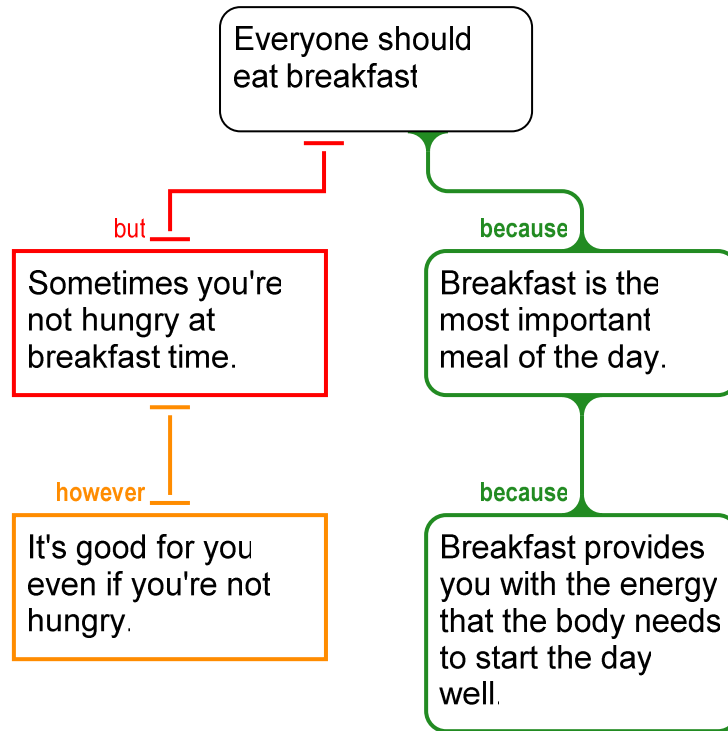 Everyone should
eat breakfast
but
Sometimes you're
not hungry at
breakfast time.
however
It's good for you
even if you're not
hungry.
because
Breakfast is the
most important
meal of the day.
because
Breakfast provides
you with the energy
that the body needs
to start the day
well.